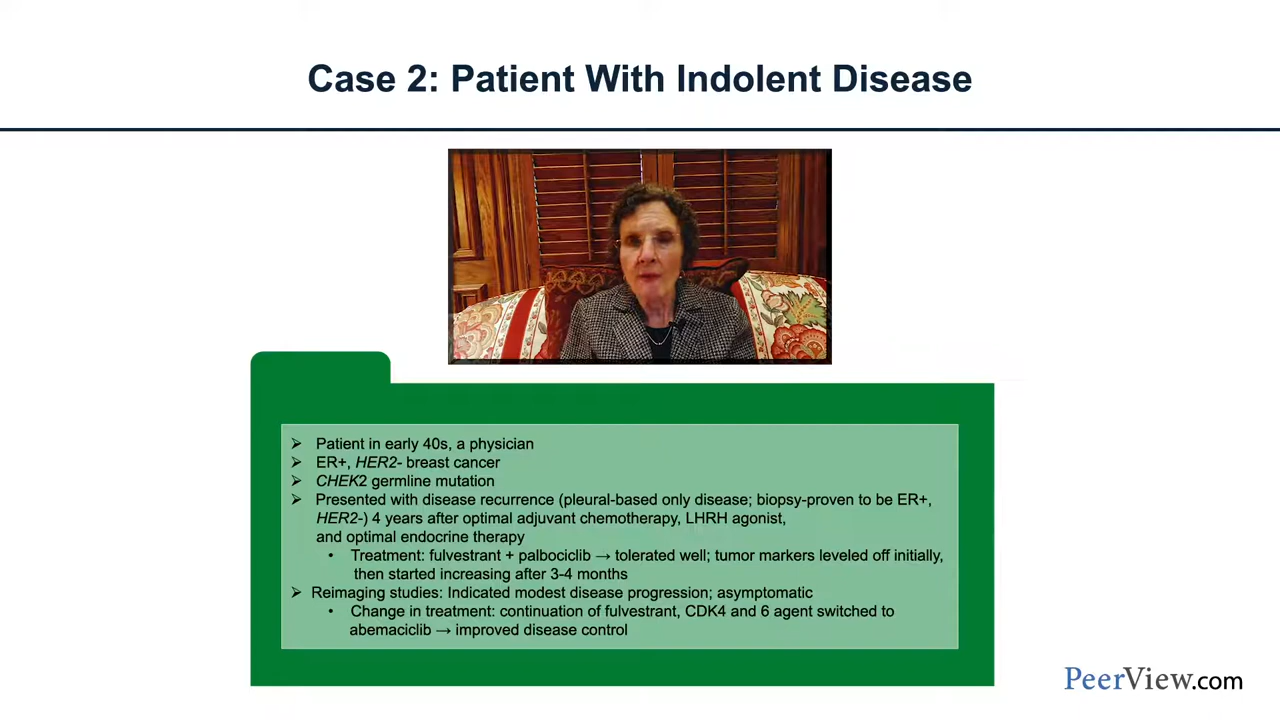 Case 2: Patient With Indolent Disease
➢ Patient in early 40s, a physician
➢ ER+, HER2- breast cancer
➢ CHEK2 germline mutation
➢ Presented with disease recurrence (pleural-based only disease; biopsy-proven to be ER+,
HER2-) 4 years after optimal adjuvant chemotherapy, LHRH agonist,
and optimal endocrine therapy
• Treatment: fulvestrant + palbociclib → tolerated well; tumor markers leveled off initially,
then started increasing after 3-4 months
➢ Reimaging studies: Indicated modest disease progression; asymptomatic
• Change in treatment: continuation of fulvestrant, CDK4 and 6 agent switched to
abemaciclib → improved disease control
PeerView.com